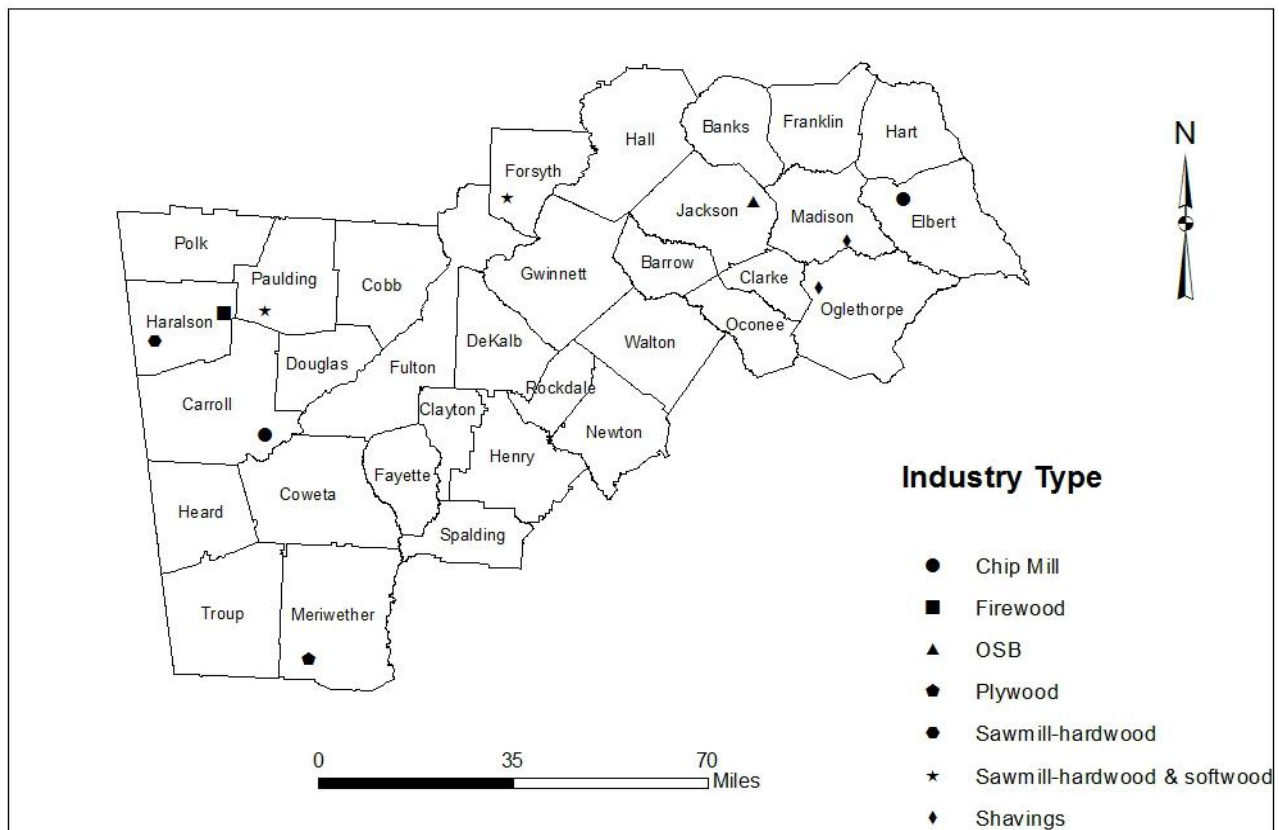 N
Hall
Banks
Franklin
Hart
Forsyth
Jackson
Madison
Elbert
Polk
Paulding
Cobb
Gwinnett
Barrow
Clarke
Oglethorpe
Haralson
Oconee
Douglas
Fulton
DeKalb
Walton
Rockdale
Carroll
Clayton
Newton
Henry
Fayette
Coweta
Heard
Spalding
Troup
Meriwether
0 35 70
Miles
Industry Type
Chip Mill
Firewood
OSB
Plywood
Sawmill-hardwood
Sawmill-hardwood & softwood
Shavings